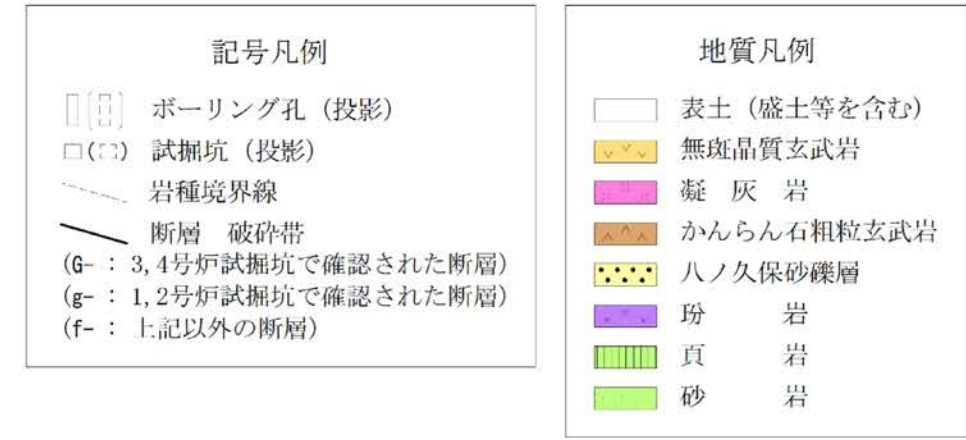 記号凡例
ボーリング孔（投影）
試掘坑（投影）
岩種境界線
断層 破砕帯
(G- : 3,4号炉試掘坑で確認された断層)
(g- : 1,2号炉試掘坑で確認された断層)
(f- : 上記以外の断層)
地質凡例
表土（盛土等を含む）
無斑晶質玄武岩
凝灰岩
かんらん石粗粒玄武岩
八ノ久保砂礫層
玢岩
頁岩
砂岩